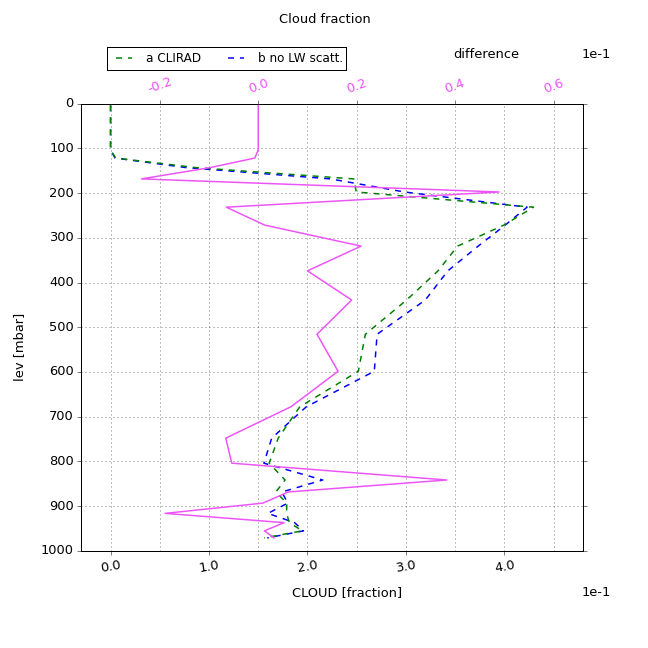 Cloud fraction
a CLIRAD b no LW scatt. difference 1e-1
-0.2 0.0 0.2 0.4 0.6
0
100
200
300
400
500
600
700
800
900
1000
lev [mbar]
0.0 1.0 2.0 3.0 4.0
CLOUD [fraction] 1e-1